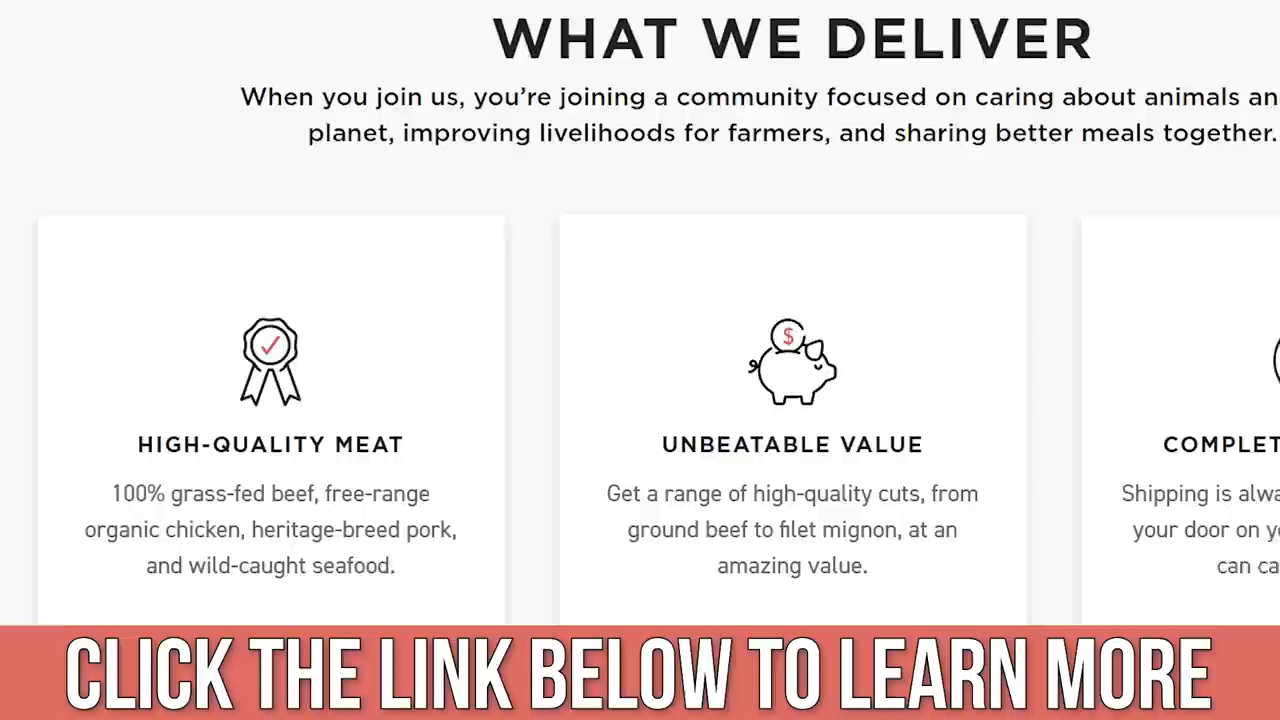 WHAT WE DELIVER
When you join us, you're joining a community focused on caring about animals an
planet, improving livelihoods for farmers, and sharing better meals together.
HIGH-QUALITY MEAT
100% grass-fed beef, free-range
organic chicken, heritage-breed pork,
and wild-caught seafood.
$
UNBEATABLE VALUE
Get a range of high-quality cuts, from
ground beef to filet mignon, at an
amazing value.
COMPLET
Shipping is alwa
your door on y
can ca
CLICK THE LINK BELOW TO LEARN MORE